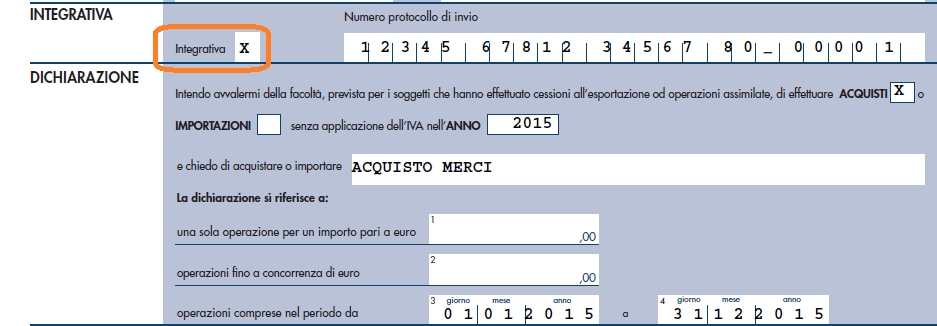 INTEGRATIVA
Numero protocollo di invio
Integrativa X
1 2 3 4 5 6 7 8 1 2 3 4 5 6 7 8 0 _ 0 0 0 0 1
DICHIARAZIONE
Intendo avvalermi della facoltà, prevista per i soggetti che hanno effettuato cessioni all'esportazione od operazioni assimilate, di effettuare ACQUISTI X o
IMPORTAZIONI senza applicazione dell'IVA nell'ANNO 2015
e chiedo di acquistare o importare ACQUISTO MERCI
La dichiarazione si riferisce a:
una sola operazione per un importo pari a euro 1 ,00
operazioni fino a concorrenza di euro 2 ,00
3 giorno mese anno 4 giorno mese anno
operazioni comprese nel periodo da 0 1 0 1 2 0 1 5 a 3 1 1 2 2 0 1 5